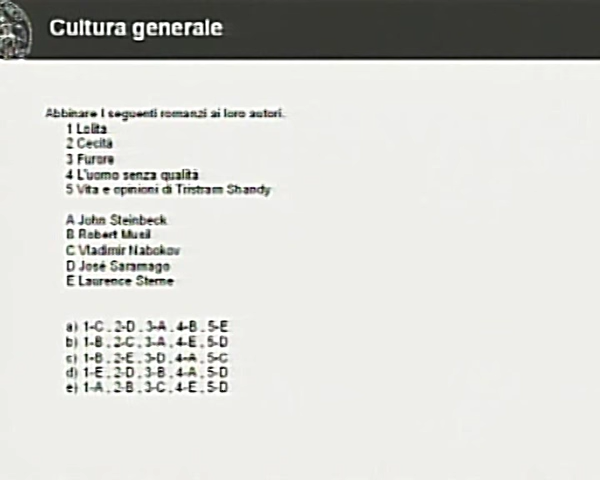 Cultura generale
Abbinare I seguenti romanzi ai loro autori.
1 Lolita
2 Cecità
3 Furore
4 L'uomo senza qualità
5 Vita e opinioni di Tristram Shandy
A John Steinbeck
B Robert Musil
C Vladimir Nabokov
D José Saramago
E Laurence Sterne
a) 1-C , 2-D , 3-A , 4-B , 5-E
b) 1-B , 2-C , 3-A , 4-E , 5-D
c) 1-B , 2-E , 3-D , 4-A , 5-C
d) 1-E , 2-D , 3-B , 4-A , 5-D
e) 1-A , 2-B , 3-C , 4-E , 5-D